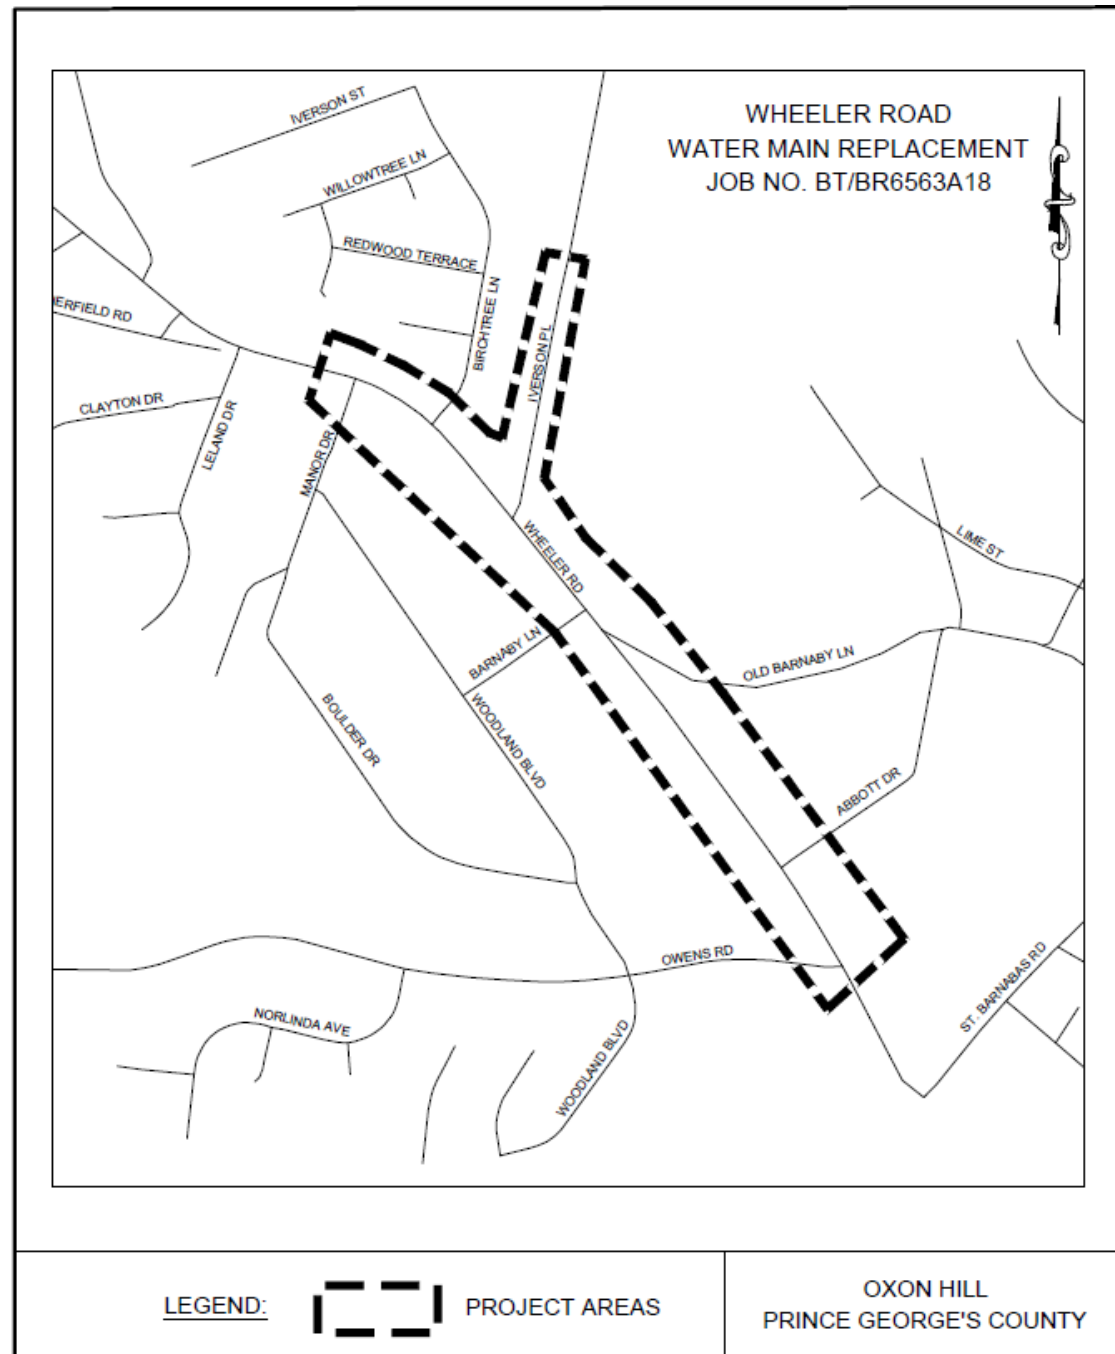 WHEELER ROAD
WATER MAIN REPLACEMENT
JOB NO. BT/BR6563A18
IVERSON ST
WILLOWTREE LN
REDWOOD TERRACE
BIRCHTREE LN
IVERSON PL
ERFIELD RD
CLAYTON DR
LELAND DR
MANOR DR
WHEELER RD
LIME ST
BARNABY LN
OLD BARNABY LN
BOULDER DR
WOODLAND BLVD
ABBOTT DR
OWENS RD
ST. BARNABAS RD
NORLINDA AVE
WOODLAND BLVD
LEGEND:
PROJECT AREAS
OXON HILL
PRINCE GEORGE'S COUNTY